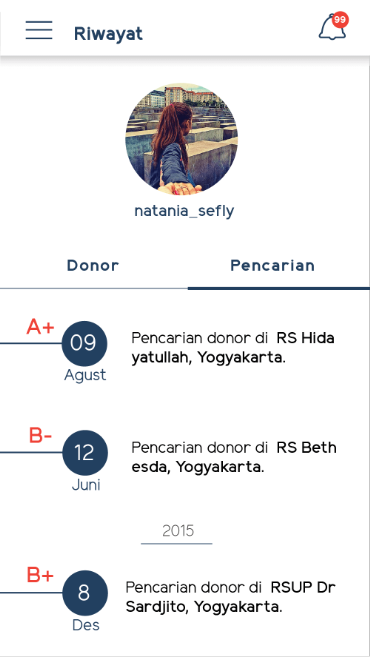 Riwayat
99
natania_sefly
Donor
Pencarian
A+
09
Agust
Pencarian donor di RS Hida
yatullah, Yogyakarta.
B-
12
Juni
Pencarian donor di RS Beth
esda, Yogyakarta.
2015
B+
8
Des
Pencarian donor di RSUP Dr
Sardjito, Yogyakarta.